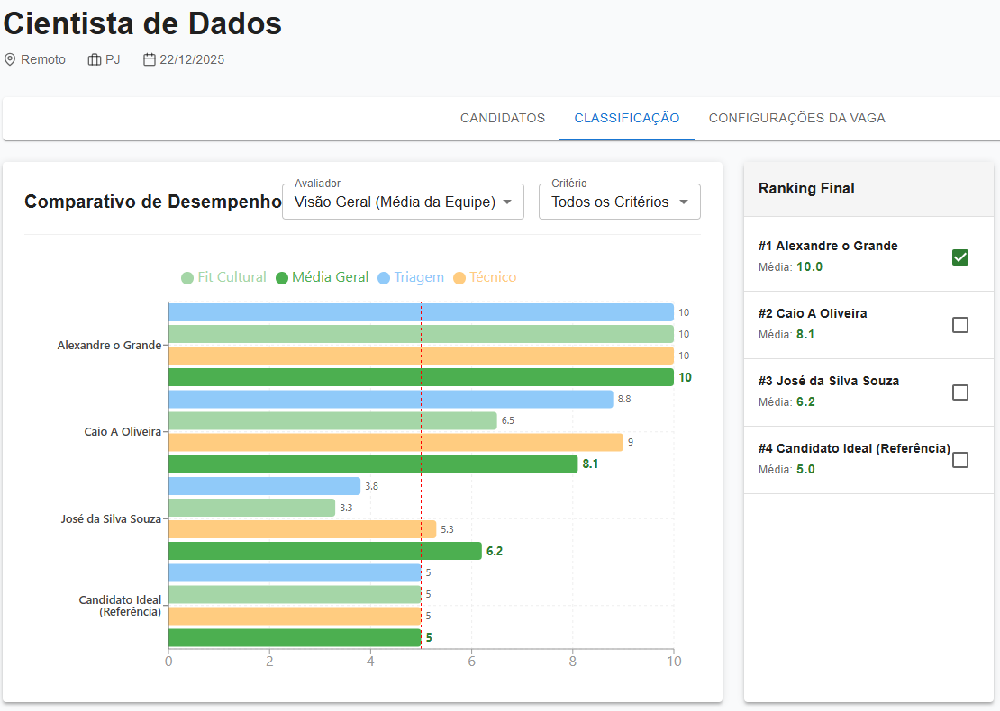 Cientista de Dados
Remoto PJ 22/12/2025
CANDIDATOS CLASSIFICAÇÃO CONFIGURAÇÕES DA VAGA
Comparativo de Desempenho
Avaliador
Visão Geral (Média da Equipe)
Critério
Todos os Critérios
Fit Cultural Média Geral Triagem Técnico
Alexandre o Grande
10
10
10
10
Caio A Oliveira
8.8
6.5
9
8.1
José da Silva Souza
3.8
3.3
5.3
6.2
Candidato Ideal
(Referência)
5
5
5
5
0 2 4 6 8 10
Ranking Final
#1 Alexandre o Grande
Média: 10.0
#2 Caio A Oliveira
Média: 8.1
#3 José da Silva Souza
Média: 6.2
#4 Candidato Ideal (Referência)
Média: 5.0